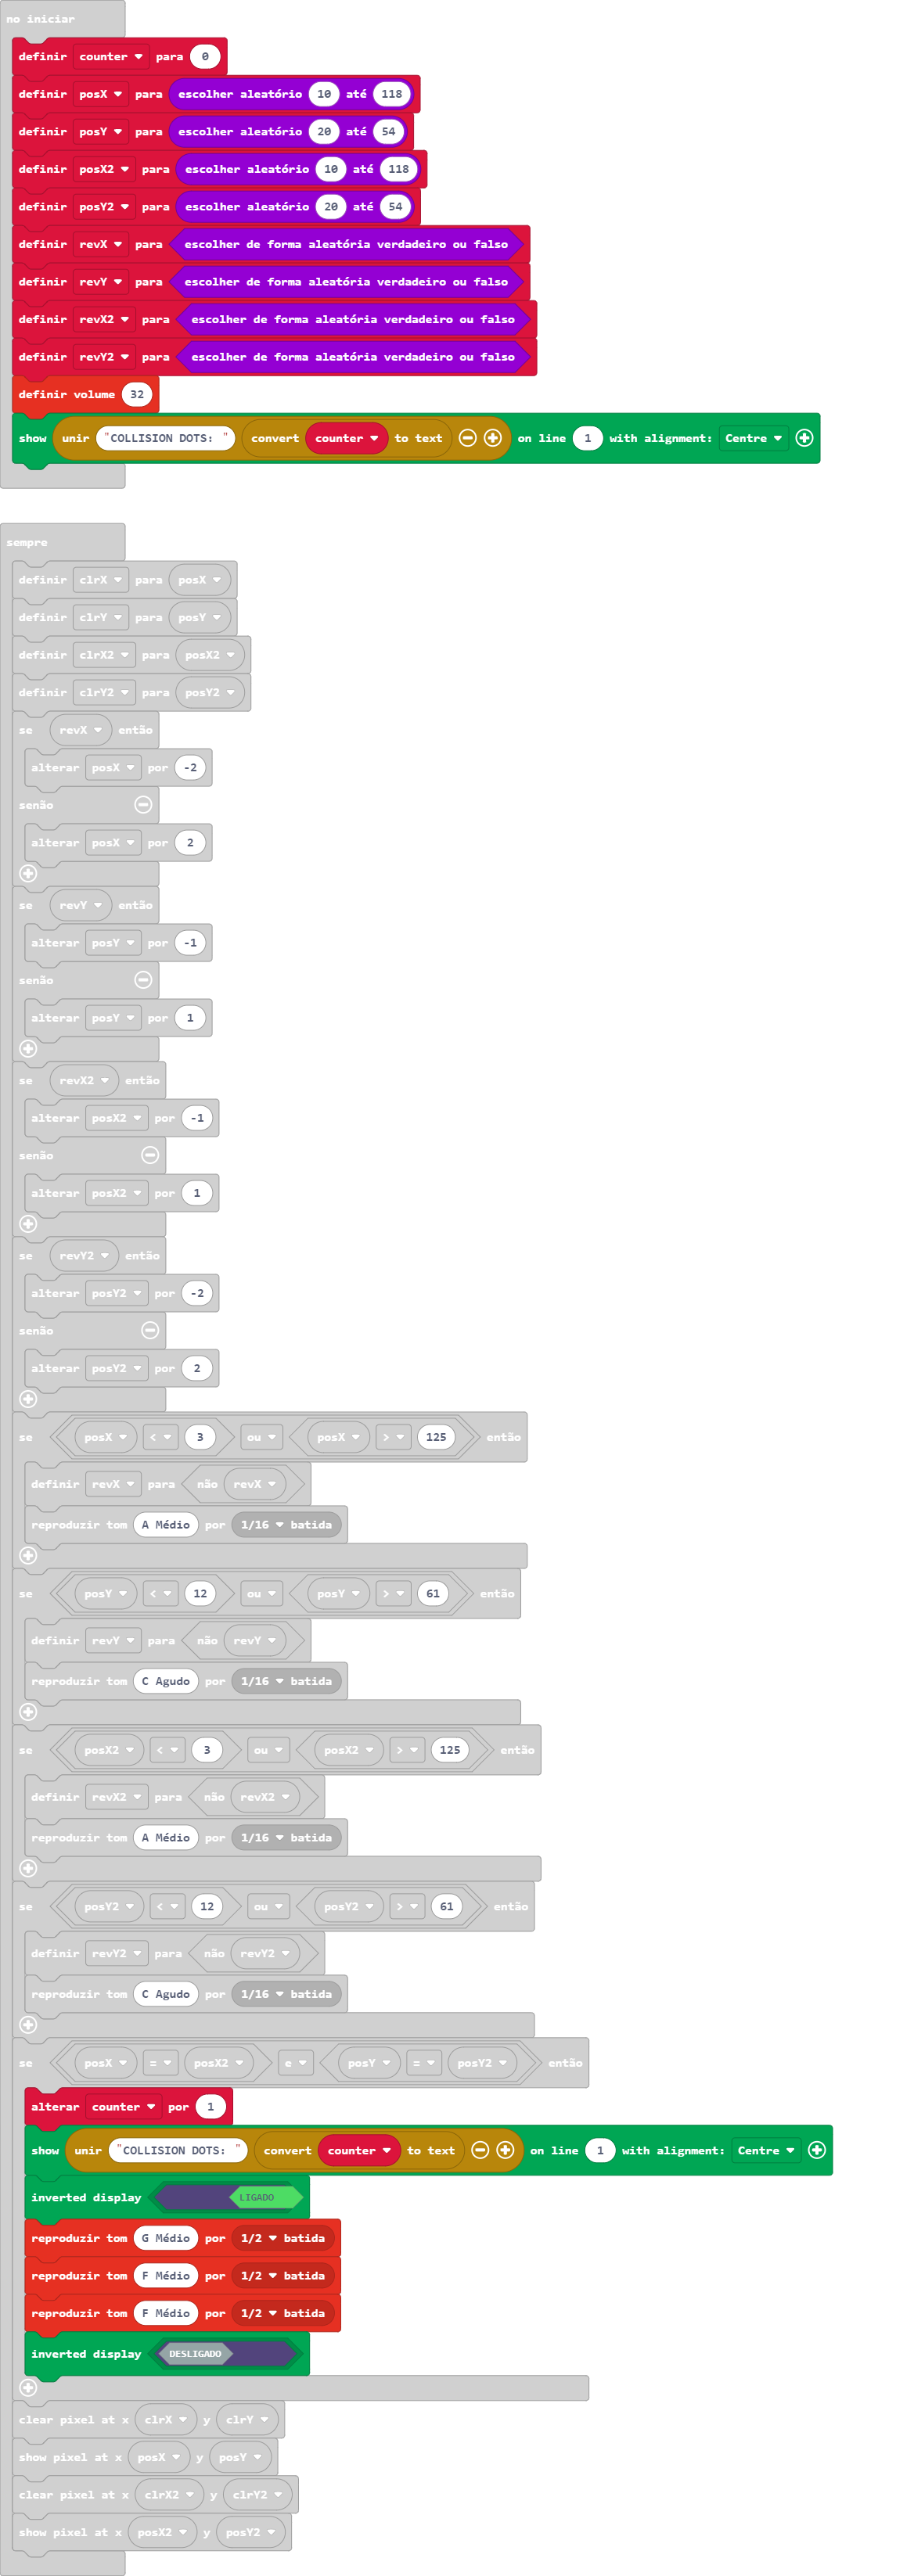 no iniciar
definir counter para 0
definir posX para escolher aleatório 10 até 118
definir posY para escolher aleatório 20 até 54
definir posX2 para escolher aleatório 10 até 118
definir posY2 para escolher aleatório 20 até 54
definir revX para escolher de forma aleatória verdadeiro ou falso
definir revY para escolher de forma aleatória verdadeiro ou falso
definir revX2 para escolher de forma aleatória verdadeiro ou falso
definir revY2 para escolher de forma aleatória verdadeiro ou falso
definir volume 32
show unir "COLLISION DOTS: " convert counter to text on line 1 with alignment: Centre
sempre
definir clrX para posX
definir clrY para posY
definir clrX2 para posX2
definir clrY2 para posY2
se revX então
alterar posX por -2
senão
alterar posX por 2
se revY então
alterar posY por -1
senão
alterar posY por 1
se revX2 então
alterar posX2 por -1
senão
alterar posX2 por 1
se revY2 então
alterar posY2 por -2
senão
alterar posY2 por 2
se posX < 3 ou posX > 125 então
definir revX para não revX
reproduzir tom A Médio por 1/16 batida
se posY < 12 ou posY > 61 então
definir revY para não revY
reproduzir tom C Agudo por 1/16 batida
se posX2 < 3 ou posX2 > 125 então
definir revX2 para não revX2
reproduzir tom A Médio por 1/16 batida
se posY2 < 12 ou posY2 > 61 então
definir revY2 para não revY2
reproduzir tom C Agudo por 1/16 batida
se posX = posX2 e posY = posY2 então
alterar counter por 1
show unir "COLLISION DOTS: " convert counter to text on line 1 with alignment: Centre
inverted display LIGADO
reproduzir tom G Médio por 1/2 batida
reproduzir tom F Médio por 1/2 batida
reproduzir tom F Médio por 1/2 batida
inverted display DESLIGADO
clear pixel at x clrX y clrY
show pixel at x posX y posY
clear pixel at x clrX2 y clrY2
show pixel at x posX2 y posY2